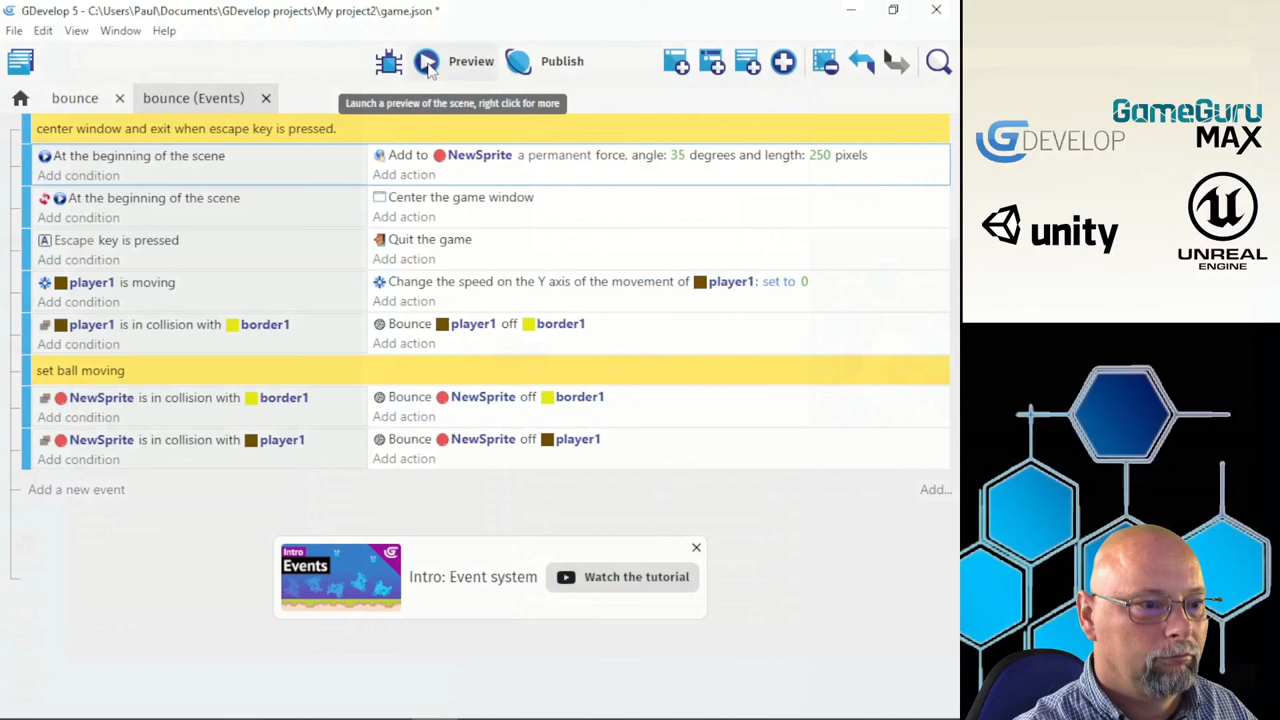 GDevelop 5 - C:\Users\Paul\Documents\GDevelop projects\My project2\game.json *
File Edit View Window Help
Preview Publish
bounce bounce (Events)
Launch a preview of the scene, right click for more
center window and exit when escape key is pressed.
At the beginning of the scene Add to NewSprite a permanent force, angle: 35 degrees and length: 250 pixels
Add condition Add action
At the beginning of the scene Center the game window
Add condition Add action
A Escape key is pressed Quit the game
Add condition Add action
player1 is moving Change the speed on the Y axis of the movement of player1: set to 0
Add condition Add action
player1 is in collision with border1 Bounce player1 off border1
Add condition Add action
set ball moving
NewSprite is in collision with border1 Bounce NewSprite off border1
Add condition Add action
NewSprite is in collision with player1 Bounce NewSprite off player1
Add condition Add action
Add a new event Add...
Intro
Events
Intro: Event system
Watch the tutorial
GameGuru
MAX
GDEVELOP
unity
UNREAL
ENGINE